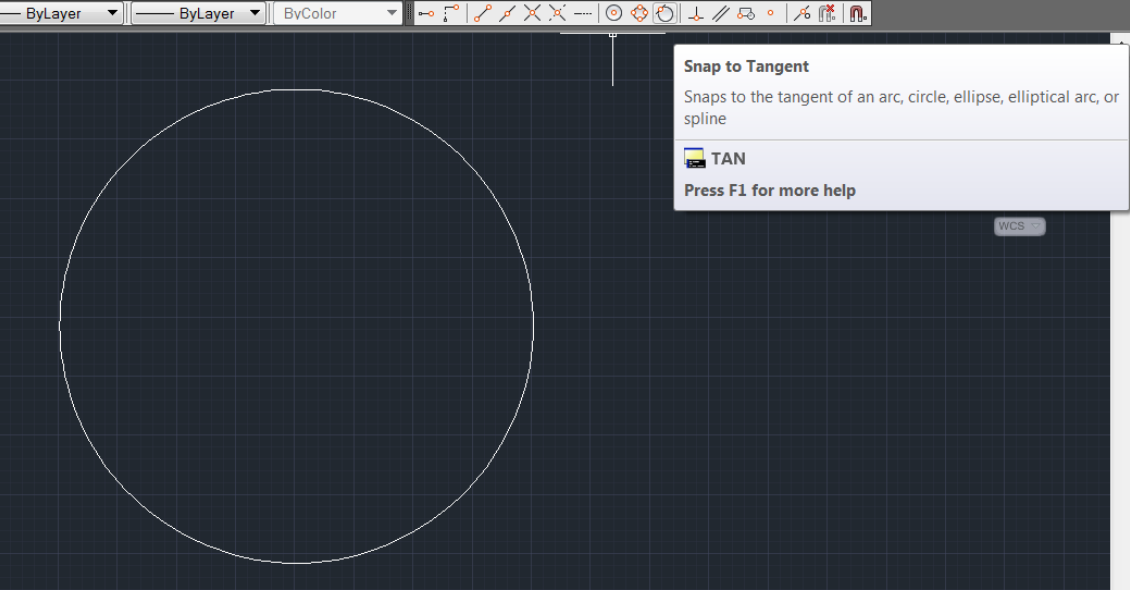 ByLayer
ByLayer
ByColor
Snap to Tangent
Snaps to the tangent of an arc, circle, ellipse, elliptical arc, or
spline
TAN
Press F1 for more help
WCS